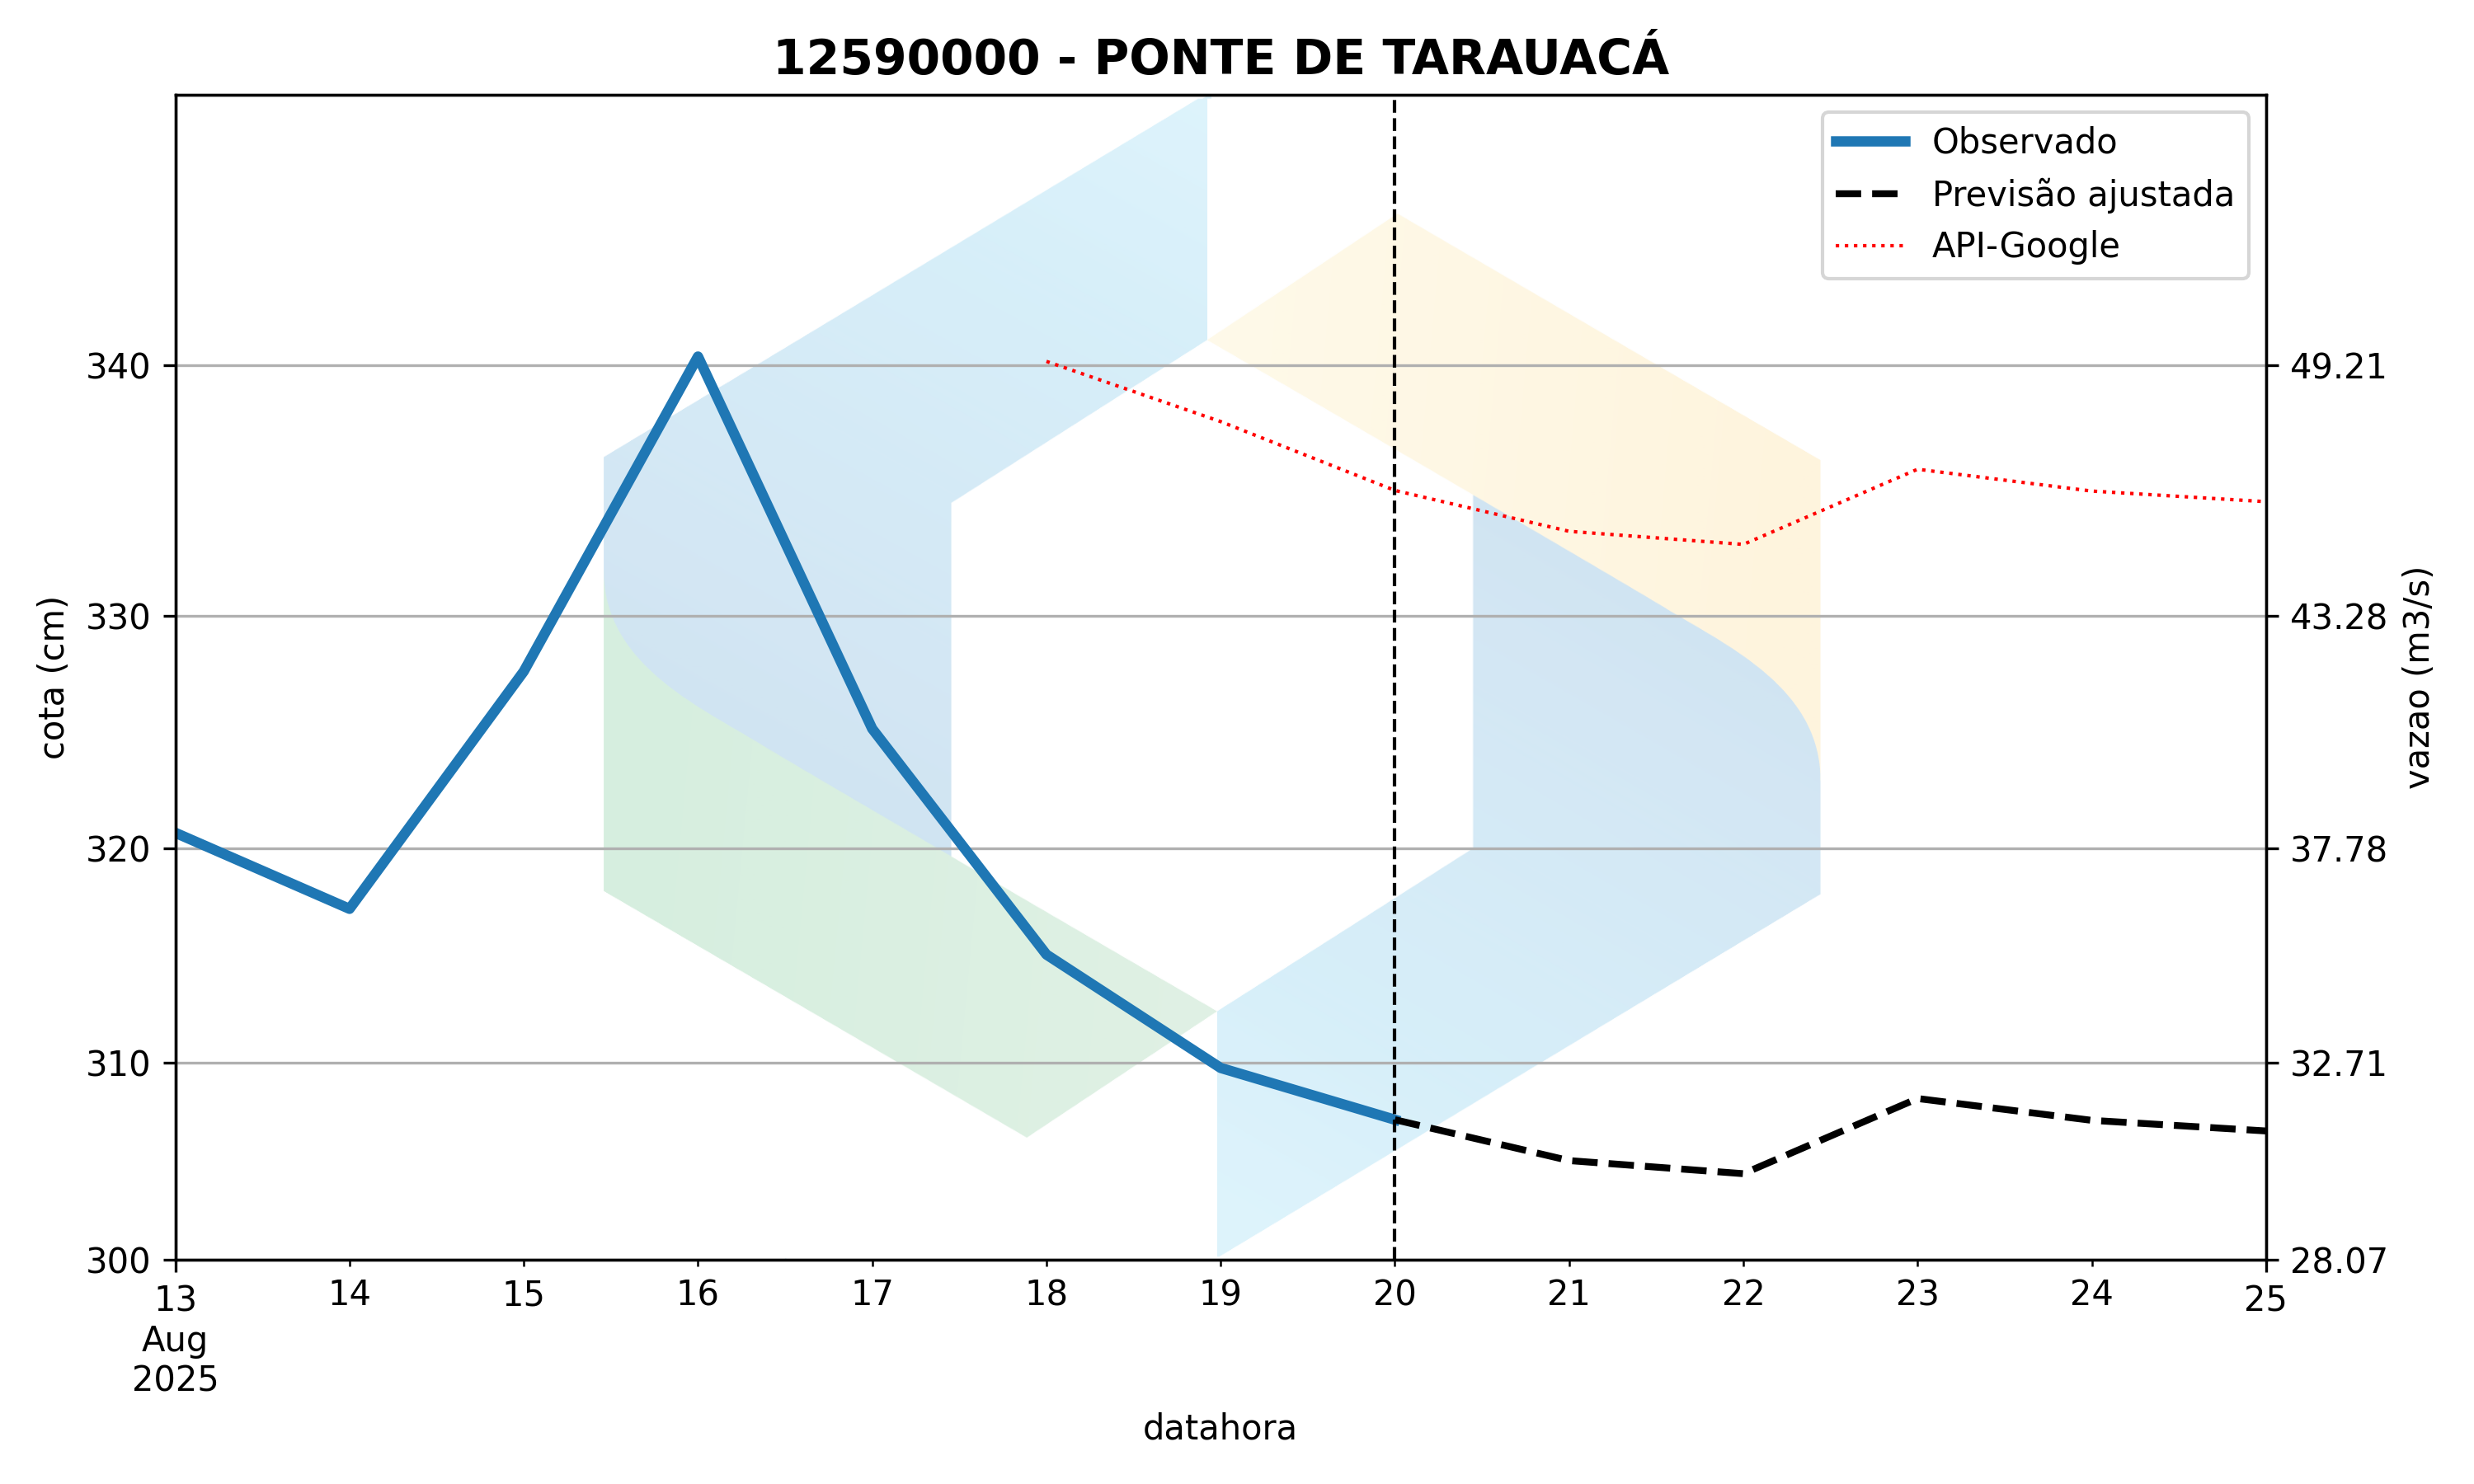 12590000 - PONTE DE TARAUACÁ
Observado
Previsão ajustada
API-Google
340
330
320
310
300
cota (cm)
49.21
43.28
37.78
32.71
28.07
vazao (m3/s)
13 14 15 16 17 18 19 20 21 22 23 24 25
Aug
2025
datahora